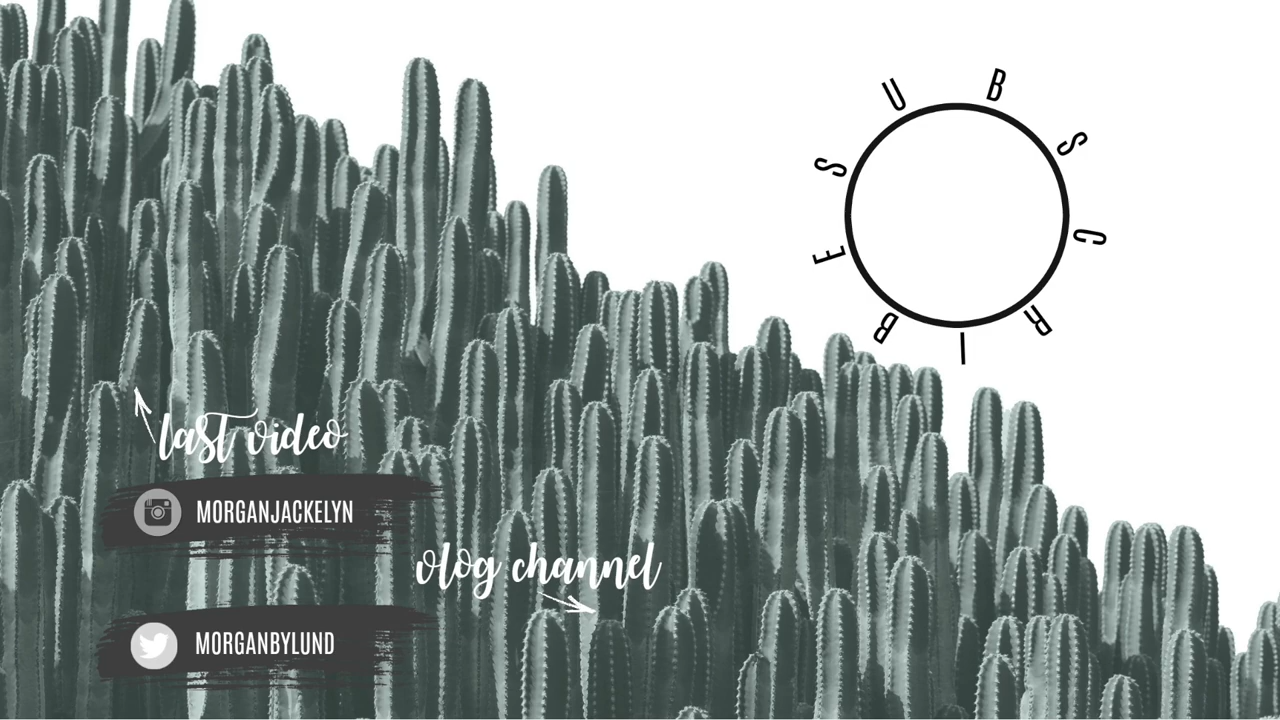 SUBSCRIBE
last video
MORGANJACKELYN
vlog channel
MORGANBYLUND